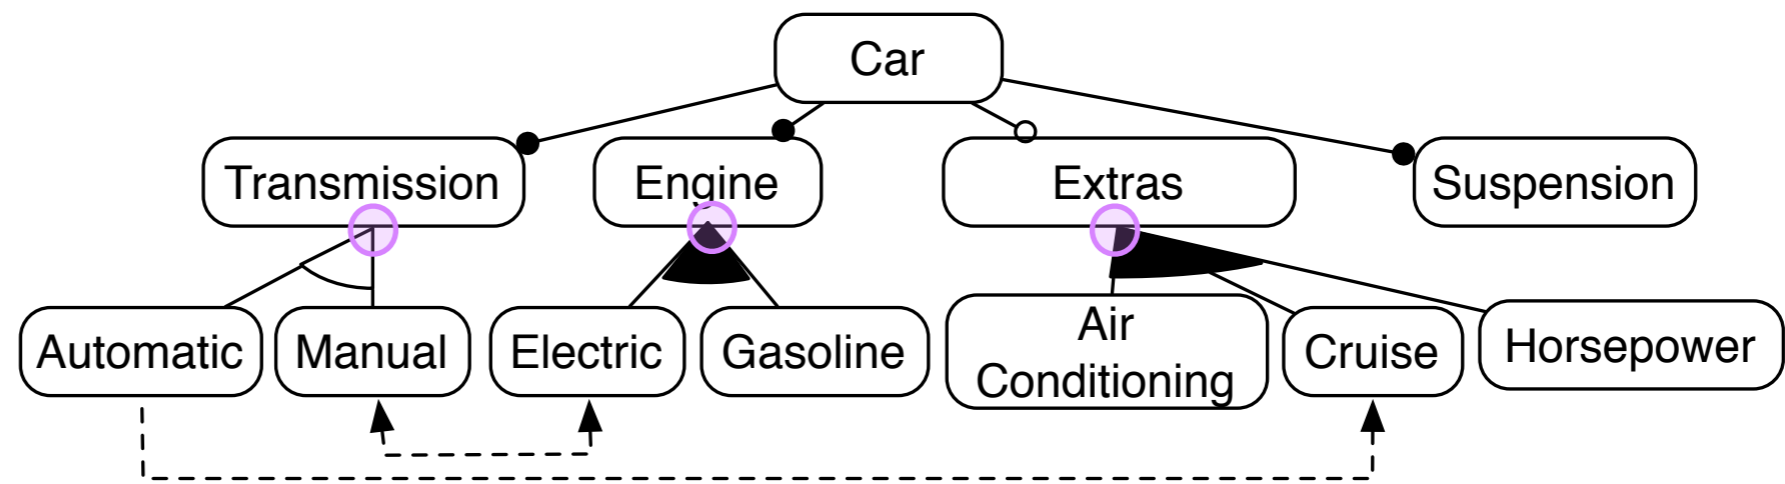 Car
Transmission
Engine
Extras
Suspension
Automatic
Manual
Electric
Gasoline
Air
Conditioning
Cruise
Horsepower